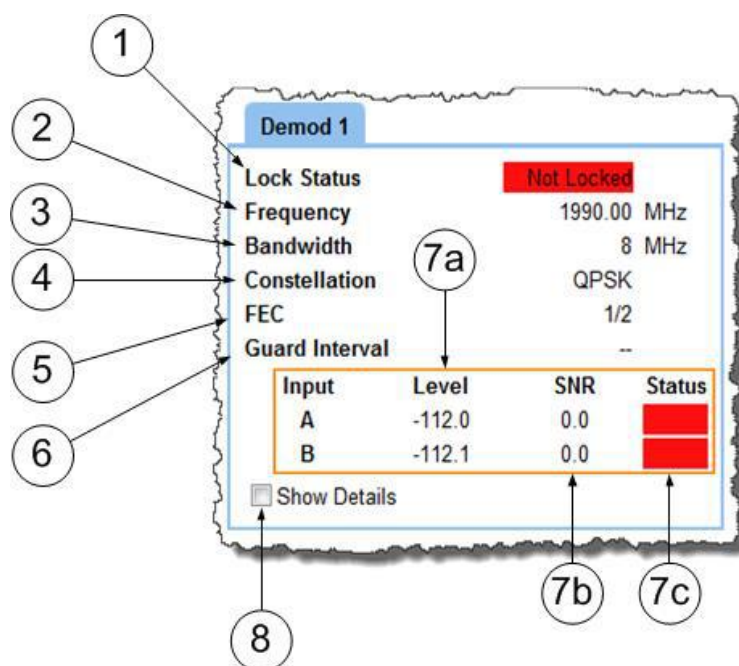 1
Demod 1
2
Lock Status Not Locked
Frequency 1990.00 MHz
3
Bandwidth 8 MHz
7a
4
Constellation QPSK
FEC 1/2
5
Guard Interval --
Input Level SNR Status
A -112.0 0.0
6
B -112.1 0.0
Show Details
7b
7c
8